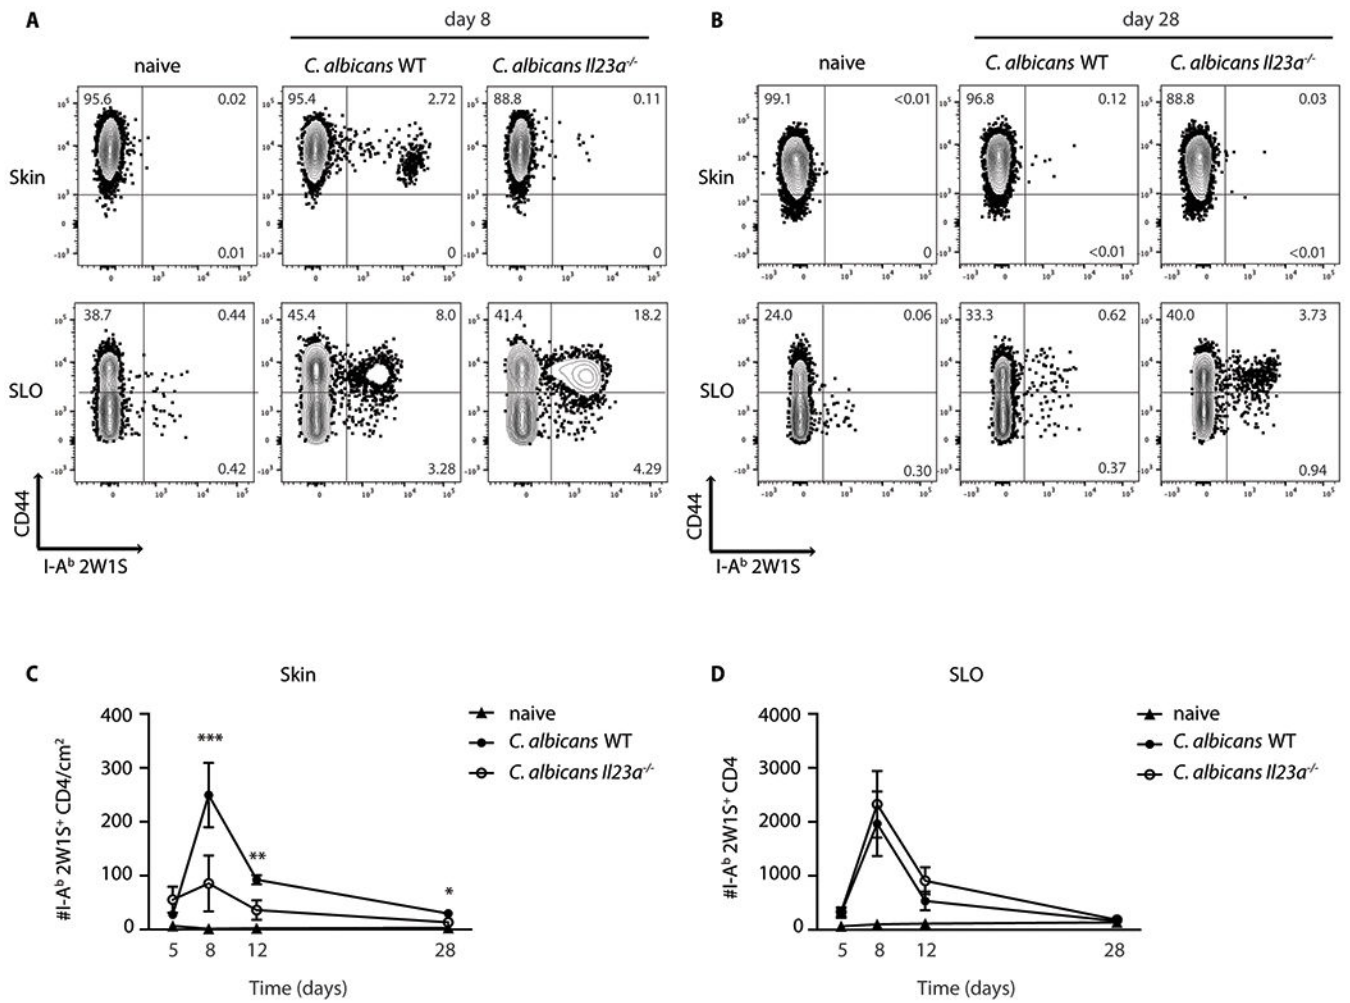 A
day 8
naive
C. albicans WT
C. albicans Il23a-/-
Skin
95.6 0.02
0.01
95.4 2.72
0
88.8 0.11
0
SLO
38.7 0.44
0.42
45.4 8.0
3.28
41.4 18.2
4.29
CD44
I-Ab 2W1S
B
day 28
naive
C. albicans WT
C. albicans Il23a-/-
Skin
99.1 <0.01
0
96.8 0.12
<0.01
88.8 0.03
<0.01
SLO
24.0 0.06
0.30
33.3 0.62
0.37
40.0 3.73
0.94
CD44
I-Ab 2W1S
C
Skin
#I-Ab 2W1S+ CD4/cm2
400
300
200
100
0
5 8 12 28
Time (days)
***
**
*
naive
C. albicans WT
C. albicans Il23a-/-
D
SLO
#I-Ab 2W1S+ CD4
4000
3000
2000
1000
0
5 8 12 28
Time (days)
naive
C. albicans WT
C. albicans Il23a-/-